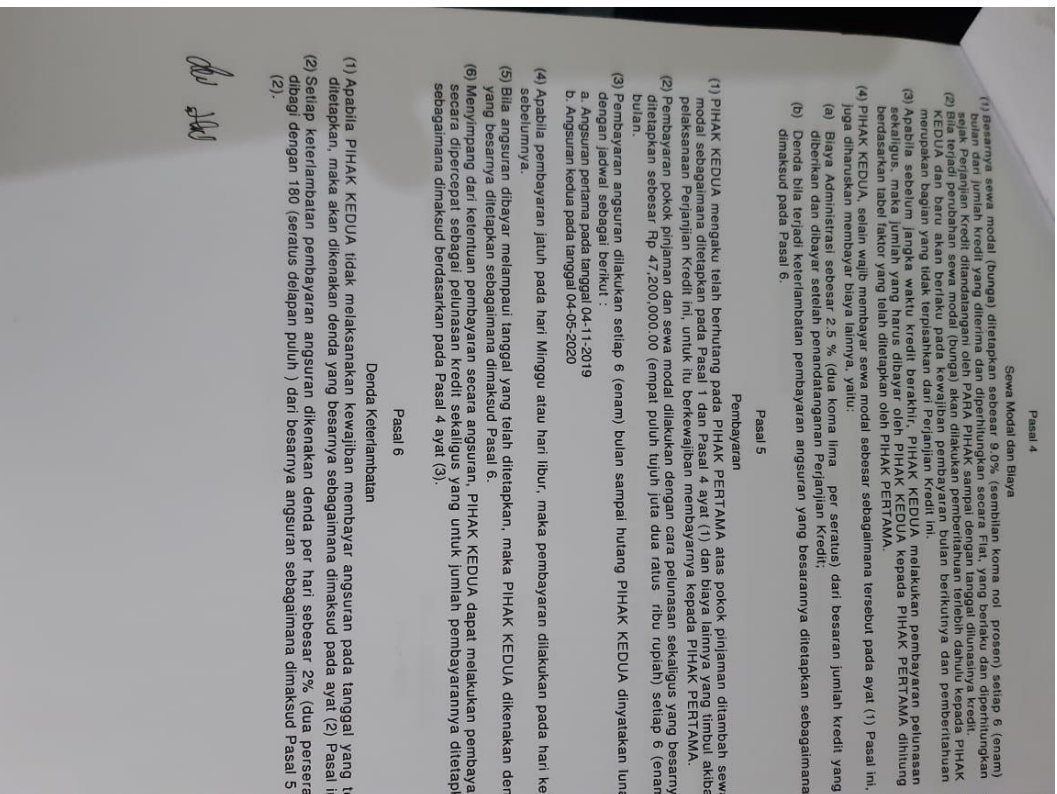 Pasal 4
Sewa Modal dan Biaya
(1) Besarnya sewa modal (bunga) ditetapkan sebesar 9.0% (sembilan koma nol prosen) setiap 6 (enam)
bulan dari jumlah kredit yang diterima dan diperhitungkan secara Flat, yang berlaku dan diperhitungkan
sejak Perjanjian Kredit ditandatangani oleh PARA PIHAK sampai dengan tanggal dilunasinya kredit.
(2) Bila terjadi perubahan sewa modal (bunga) akan dilakukan pemberitahuan terlebih dahulu kepada PIHAK
KEDUA dan baru akan berlaku pada kewajiban pembayaran bulan berikutnya dan pemberitahuan
merupakan bagian yang tidak terpisahkan dari Perjanjian Kredit ini.
(3) Apabila sebelum jangka waktu kredit berakhir, PIHAK KEDUA melakukan pembayaran pelunasan
sekaligus, maka jumlah yang harus dibayar oleh PIHAK KEDUA kepada PIHAK PERTAMA dihitung
berdasarkan tabel faktor yang telah ditetapkan oleh PIHAK PERTAMA.
(4) PIHAK KEDUA, selain wajib membayar sewa modal sebesar sebagaimana tersebut pada ayat (1) Pasal ini,
juga diharuskan membayar biaya lainnya, yaitu:
(a) Biaya Administrasi sebesar 2.5 % (dua koma lima per seratus) dari besaran jumlah kredit yang
diberikan dan dibayar setelah penandatanganan Perjanjian Kredit;
(b) Denda bila terjadi keterlambatan pembayaran angsuran yang besarannya ditetapkan sebagaimana
dimaksud pada Pasal 6.
Pasal 5
Pembayaran
(1) PIHAK KEDUA mengaku telah berhutang pada PIHAK PERTAMA atas pokok pinjaman ditambah sewa
modal sebagaimana ditetapkan pada Pasal 1 dan Pasal 4 ayat (1) dan biaya lainnya yang timbul akiba
pelaksanaan Perjanjian Kredit ini, untuk itu berkewajiban membayarnya kepada PIHAK PERTAMA.
(2) Pembayaran pokok pinjaman dan sewa modal dilakukan dengan cara pelunasan sekaligus yang besarny
ditetapkan sebesar Rp 47,200,000.00 (empat puluh tujuh juta dua ratus ribu rupiah) setiap 6 (enam
bulan.
(3) Pembayaran angsuran dilakukan setiap 6 (enam) bulan sampai hutang PIHAK KEDUA dinyatakan luna
dengan jadwal sebagai berikut :
a. Angsuran pertama pada tanggal 04-11-2019
b. Angsuran kedua pada tanggal 04-05-2020
(4) Apabila pembayaran jatuh pada hari Minggu atau hari libur, maka pembayaran dilakukan pada hari ke
sebelumnya.
(5) Bila angsuran dibayar melampaui tanggal yang telah ditetapkan, maka PIHAK KEDUA dikenakan den
yang besarnya ditetapkan sebagaimana dimaksud Pasal 6.
(6) Menyimpang dari ketentuan pembayaran secara angsuran, PIHAK KEDUA dapat melakukan pembaya
secara dipercepat sebagai pelunasan kredit sekaligus yang untuk jumlah pembayarannya ditetapk
sebagaimana dimaksud berdasarkan pada Pasal 4 ayat (3).
Pasal 6
Denda Keterlambatan
(1) Apabila PIHAK KEDUA tidak melaksanakan kewajiban membayar angsuran pada tanggal yang t
ditetapkan, maka akan dikenakan denda yang besarnya sebagaimana dimaksud pada ayat (2) Pasal i
(2) Setiap keterlambatan pembayaran angsuran dikenakan denda per hari sebesar 2% (dua persera
dibagi dengan 180 (seratus delapan puluh ) dari besarnya angsuran sebagaimana dimaksud Pasal 5
(2).